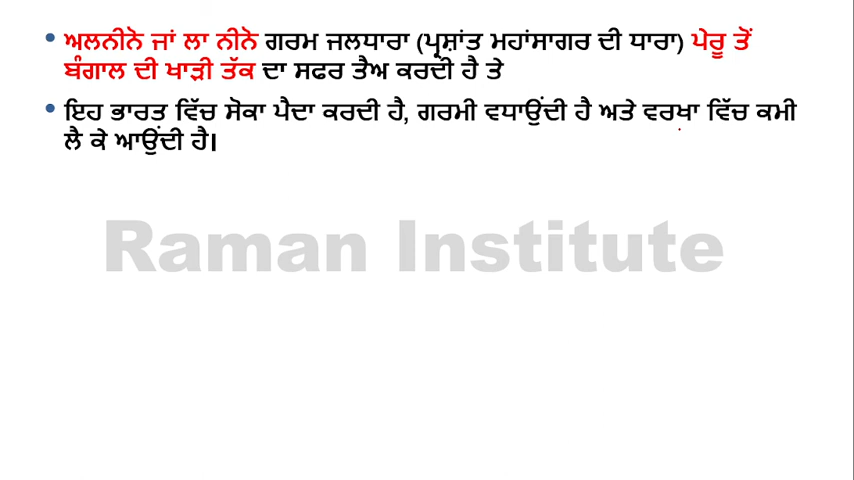 • ਅਲਨੀਨੋ ਜਾਂ ਲਾ ਨੀਨੋ ਗਰਮ ਜਲਧਾਰਾ (ਪ੍ਰਸ਼ਾਂਤ ਮਹਾਂਸਾਗਰ ਦੀ ਧਾਰਾ) ਪੇਰੂ ਤੋਂ
ਬੰਗਾਲ ਦੀ ਖਾੜੀ ਤੱਕ ਦਾ ਸਫਰ ਤੈਅ ਕਰਦੀ ਹੈ ਤੇ
• ਇਹ ਭਾਰਤ ਵਿੱਚ ਸੋਕਾ ਪੈਦਾ ਕਰਦੀ ਹੈ, ਗਰਮੀ ਵਧਾਉਂਦੀ ਹੈ ਅਤੇ ਵਰਖਾ ਵਿੱਚ ਕਮੀ
ਲੈ ਕੇ ਆਉਂਦੀ ਹੈ।
Raman Institute